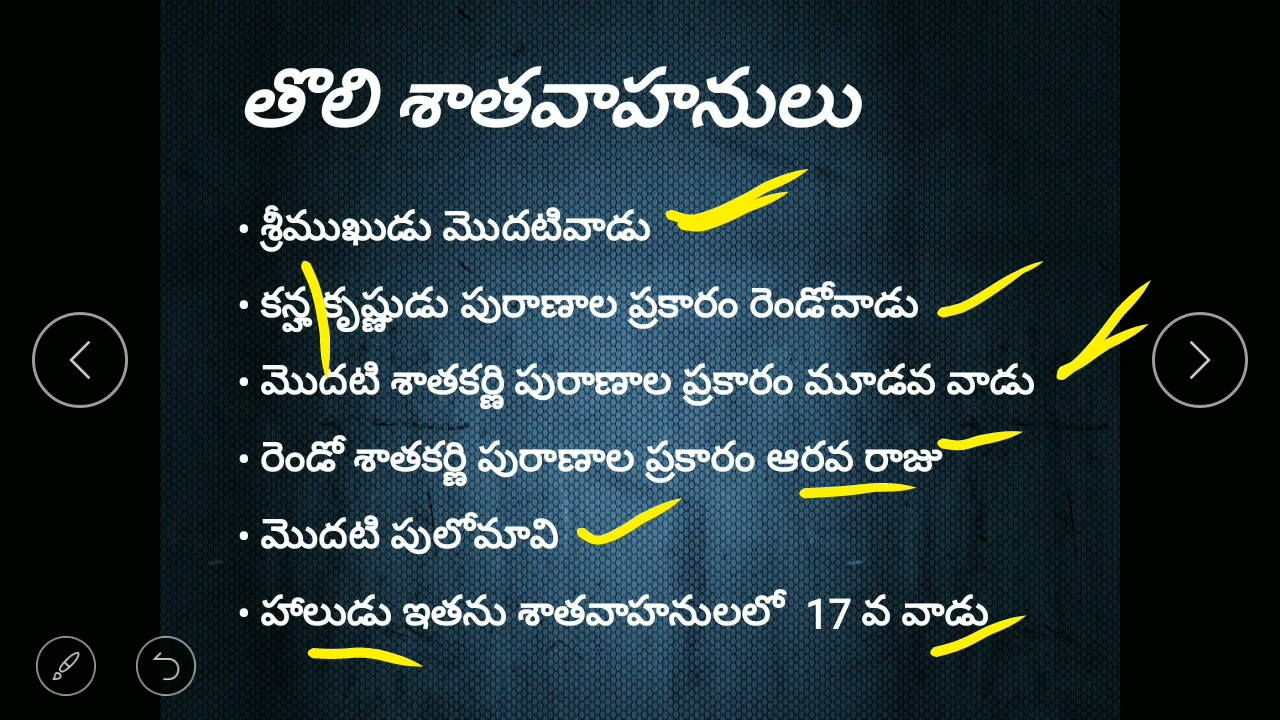 తొలి శాతవాహనులు
• శ్రీముఖుడు మొదటివాడు
• కన్హ కృష్ణుడు పురాణాల ప్రకారం రెండోవాడు
• మొదటి శాతకర్ణి పురాణాల ప్రకారం మూడవ వాడు
• రెండో శాతకర్ణి పురాణాల ప్రకారం ఆరవ రాజు
• మొదటి పులోమావి
• హాలుడు ఇతను శాతవాహనులలో 17 వ వాడు